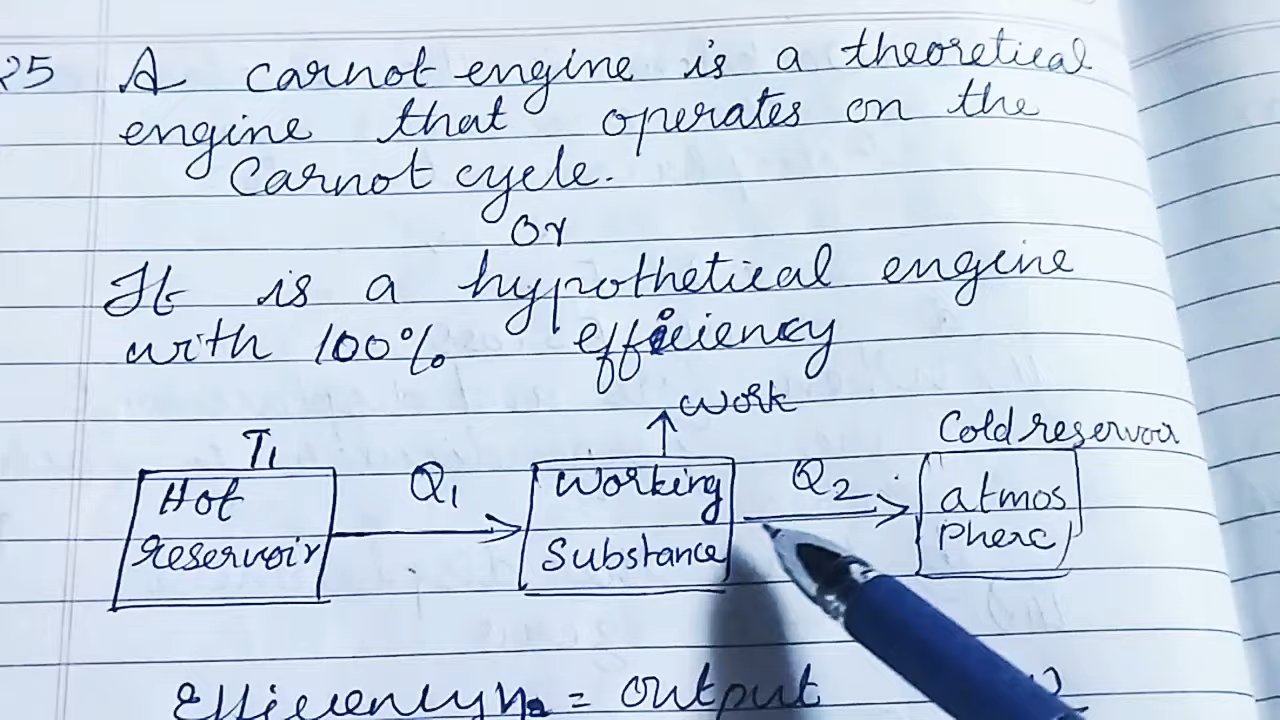 25 A carnot engine is a theoretical
engine that operates on the
Carnot cycle.
Or
It is a hypothetical engine
with 100% efficiency
work
Cold reservoir
T1
Q1
Q2
Hot
reservoir
Working
Substance
atmos
phere
Efficiency η = output